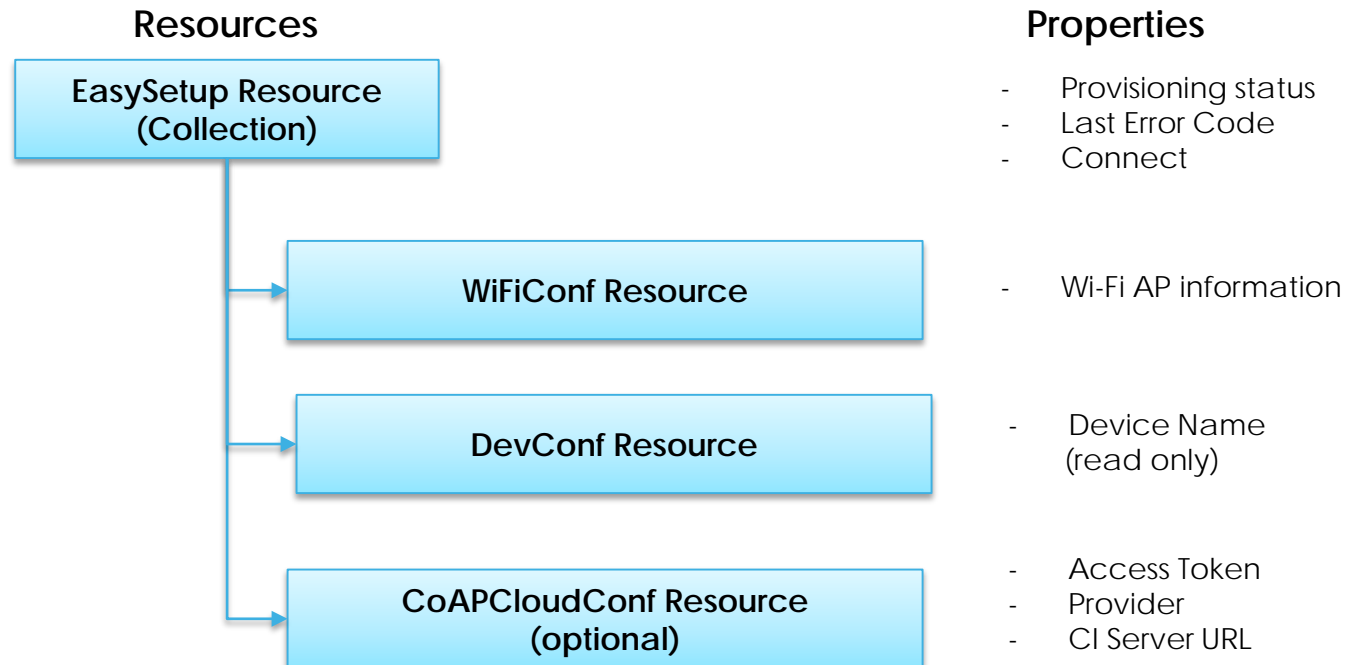 Resources
Properties
EasySetup Resource
(Collection)
- Provisioning status
- Last Error Code
- Connect
WiFiConf Resource
- Wi-Fi AP information
DevConf Resource
- Device Name
(read only)
CoAPCloudConf Resource
(optional)
- Access Token
- Provider
- CI Server URL